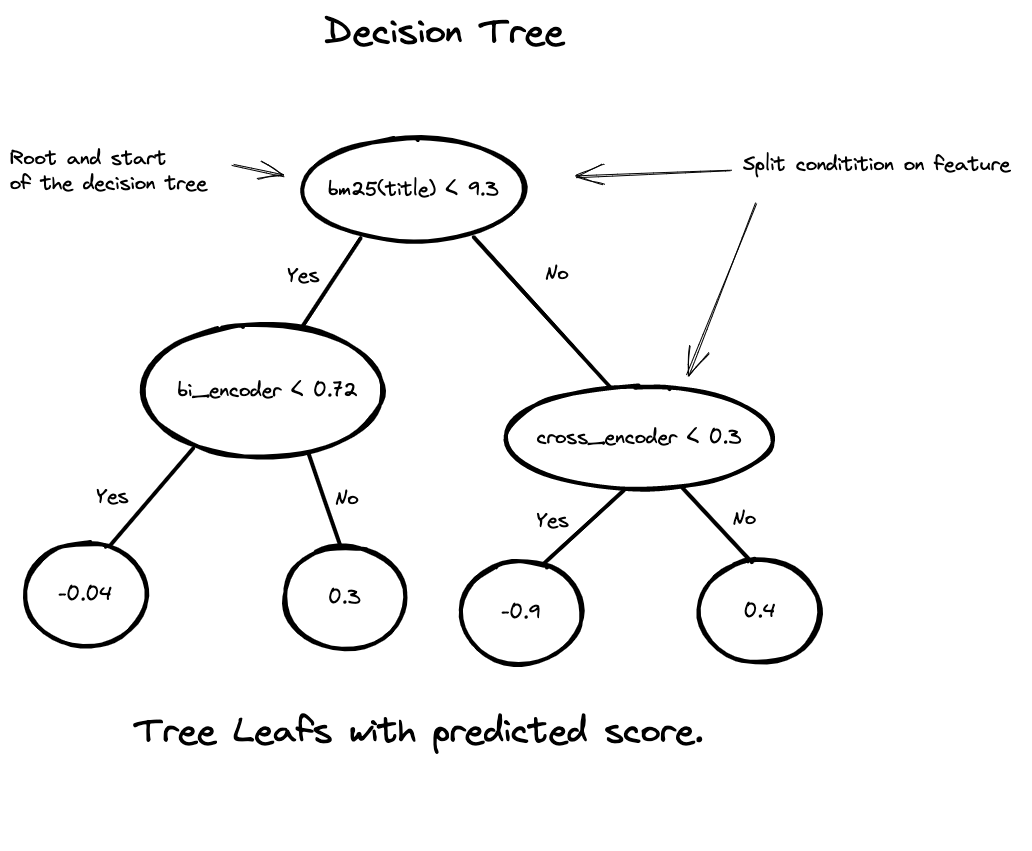 Decision Tree
Root and start
of the decision tree
bm25(title) < 9.3
Split conditition on feature
Yes
No
bi_encoder < 0.72
cross_encoder < 0.3
Yes
No
Yes
No
-0.04
0.3
-0.9
0.4
Tree Leafs with predicted score.